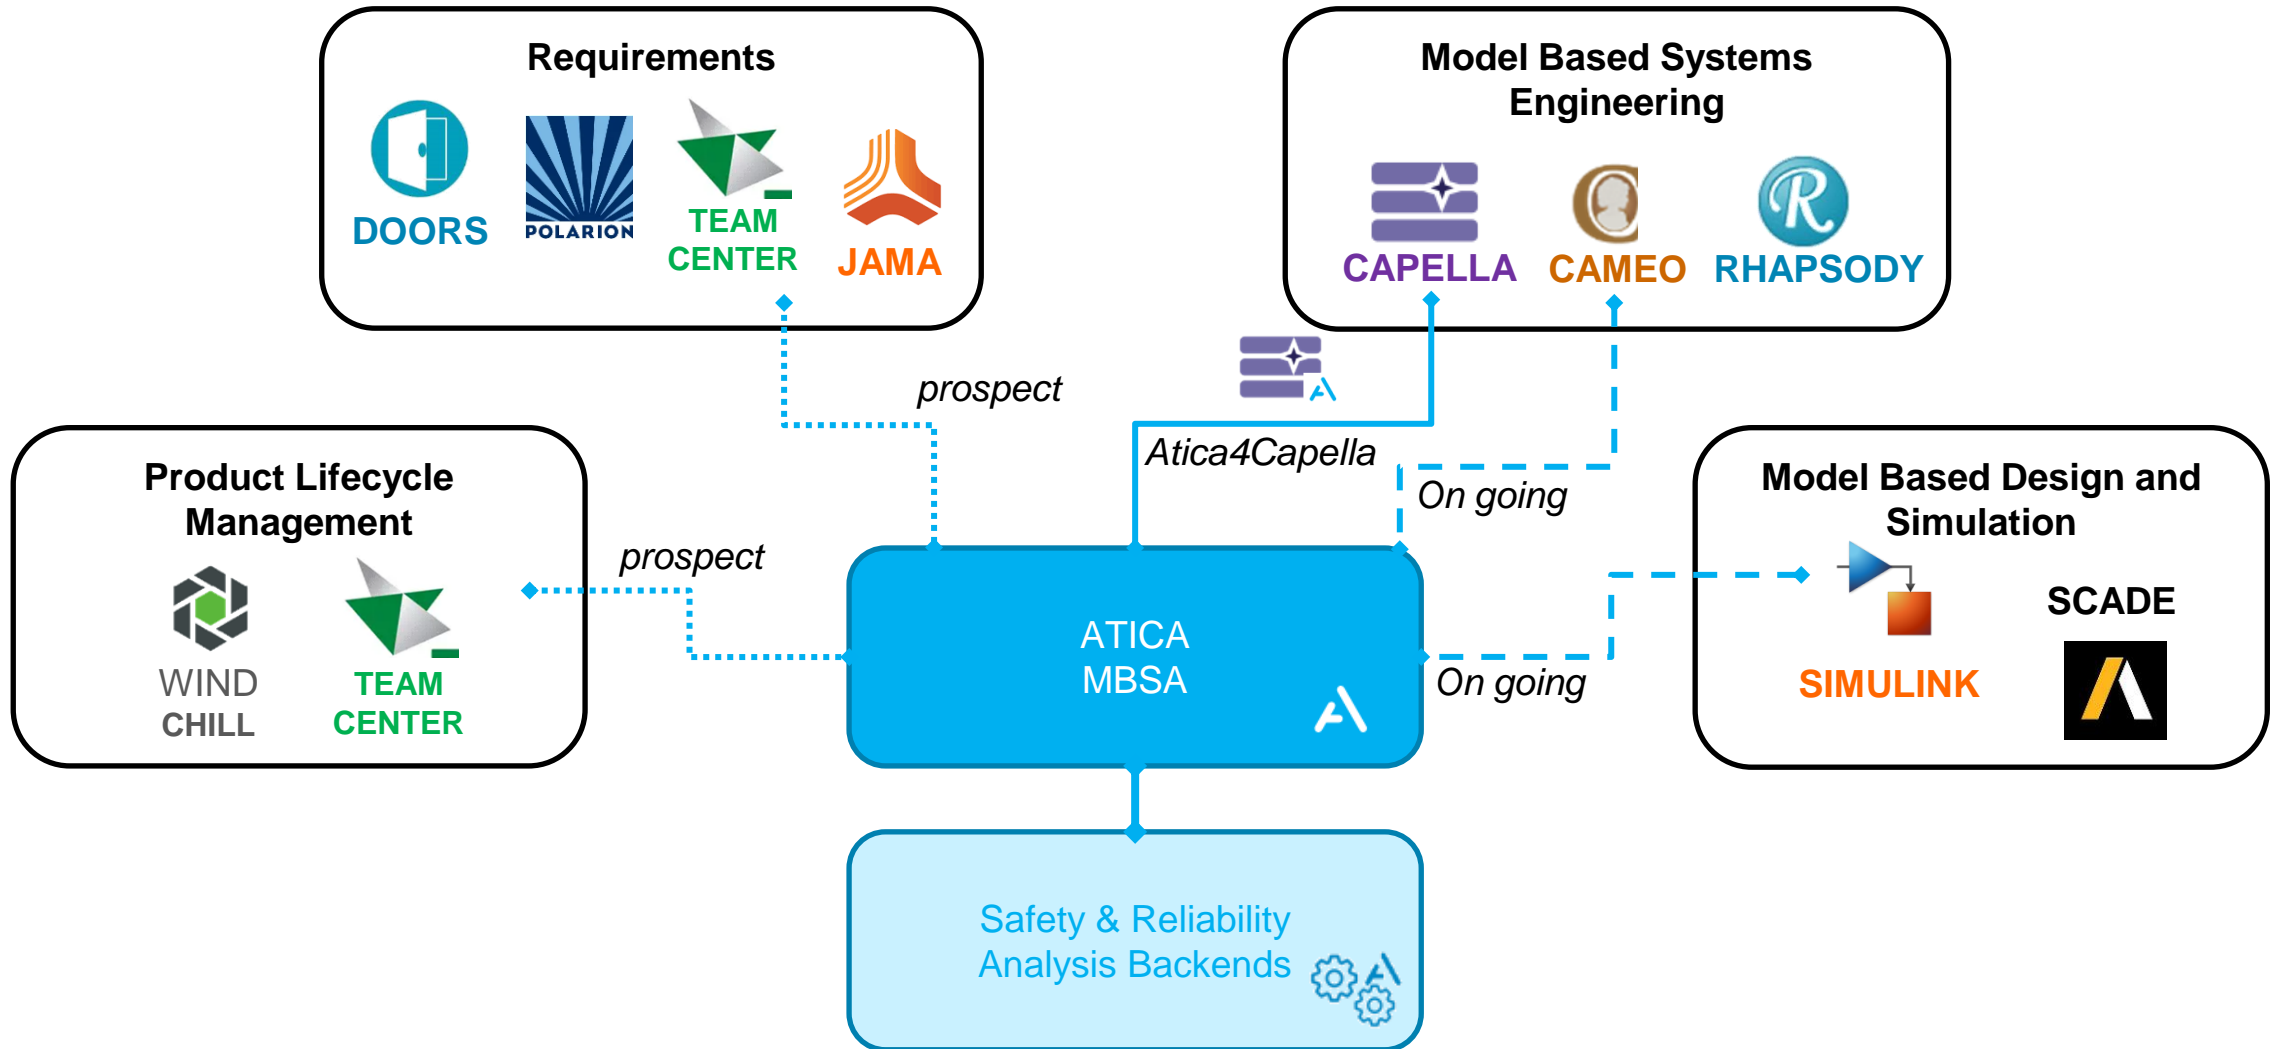 Requirements
DOORS
POLARION
TEAM
CENTER
JAMA
Model Based Systems
Engineering
CAPELLA
CAMEO
RHAPSODY
prospect
Atica4Capella
On going
Product Lifecycle
Management
WIND
CHILL
TEAM
CENTER
prospect
ATICA
MBSA
On going
Model Based Design and
Simulation
SIMULINK
SCADE
Safety & Reliability
Analysis Backends